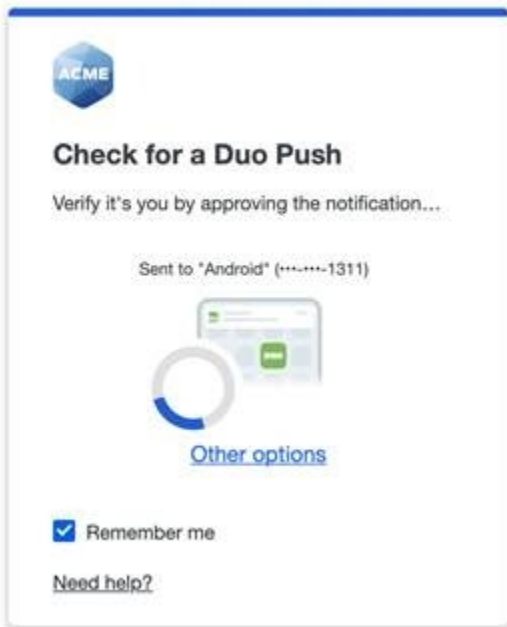 ACME
Check for a Duo Push
Verify it's you by approving the notification...
Sent to "Android" (•••-•••-1311)
Other options
Remember me
Need help?